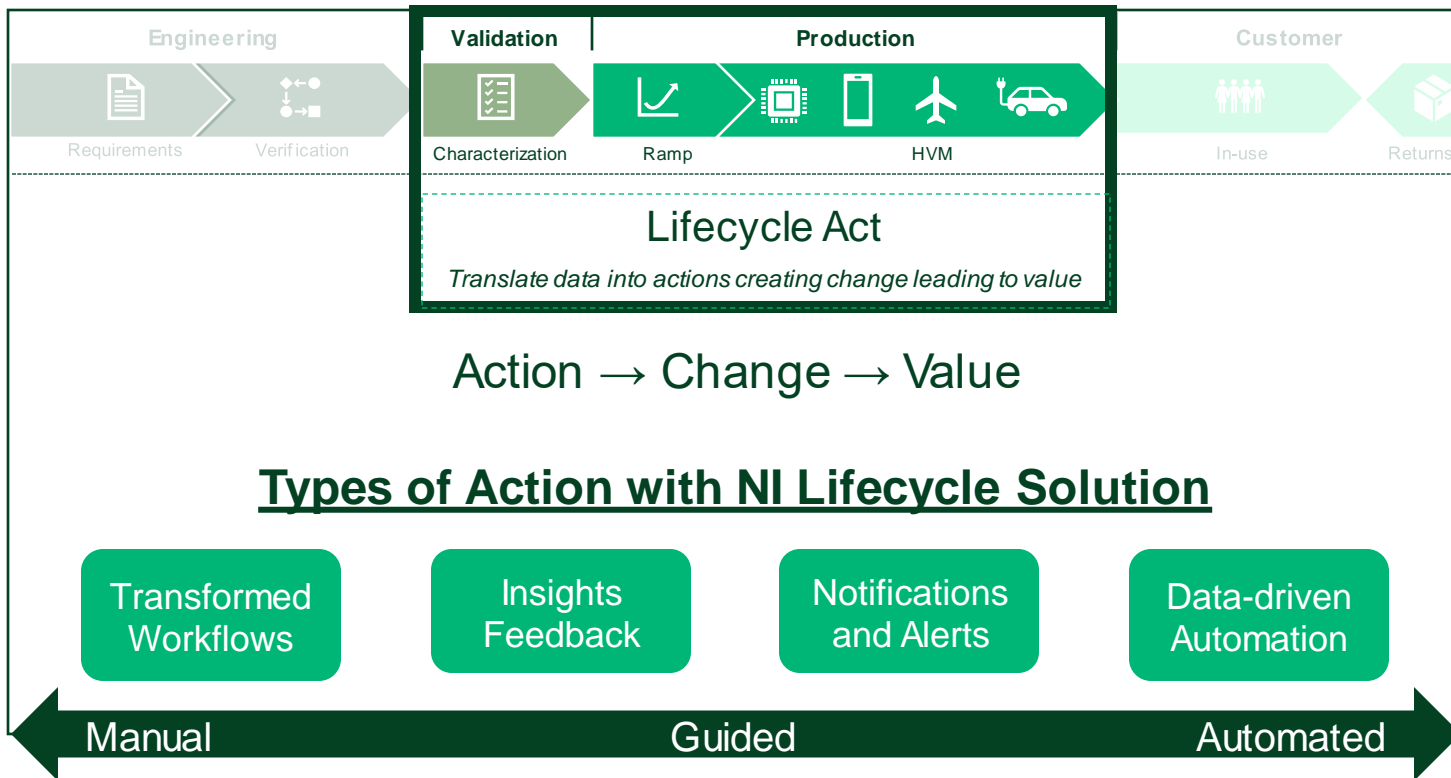 Engineering
Validation
Production
Customer
Requirements
Verification
Characterization
Ramp
HVM
In-use
Returns
Lifecycle Act
Translate data into actions creating change leading to value
Action → Change → Value
Types of Action with NI Lifecycle Solution
Transformed
Workflows
Insights
Feedback
Notifications
and Alerts
Data-driven
Automation
Manual
Guided
Automated